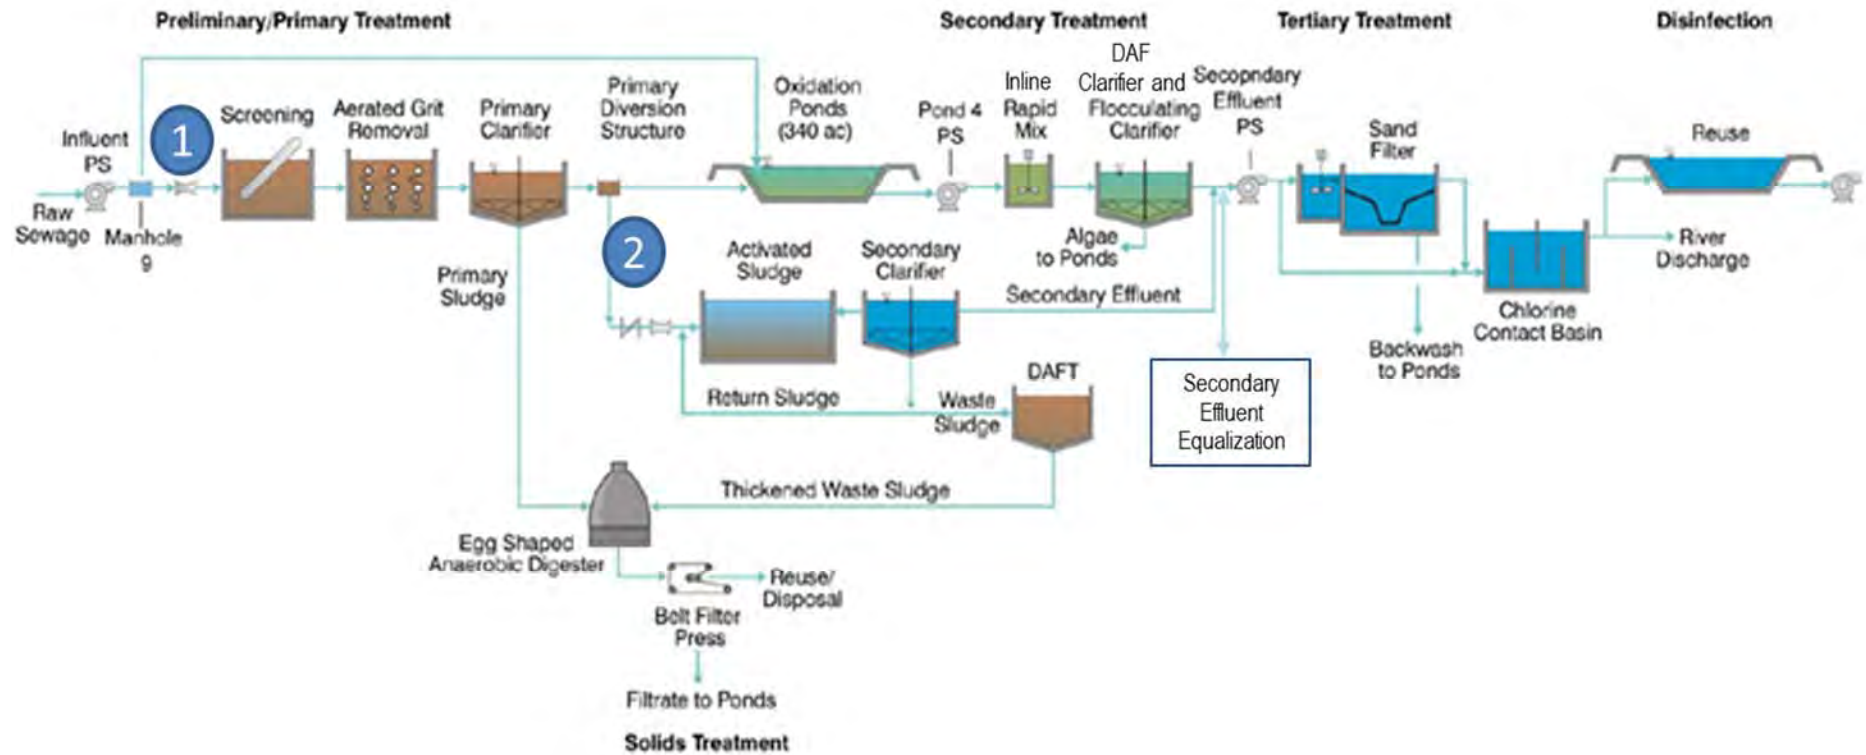 Preliminary/Primary Treatment
Secondary Treatment
Tertiary Treatment
Disinfection
Influent
PS
Raw
Sewage
Manhole
9
1
Screening
Aerated Grit
Removal
Primary
Clarifier
Primary
Diversion
Structure
Oxidation
Ponds
(340 ac)
Pond 4
PS
Inline
Rapid
Mix
DAF
Clarifier and
Flocculating
Clarifier
Secopndary
Effluent
PS
Sand
Filter
Reuse
Algae
to Ponds
River
Discharge
Chlorine
Contact Basin
Backwash
to Ponds
2
Primary
Sludge
Activated
Sludge
Secondary
Clarifier
Secondary Effluent
Secondary
Effluent
Equalization
Return Sludge
Waste
Sludge
DAFT
Thickened Waste Sludge
Egg Shaped
Anaerobic Digester
Reuse/
Disposal
Belt Filter
Press
Filtrate to Ponds
Solids Treatment